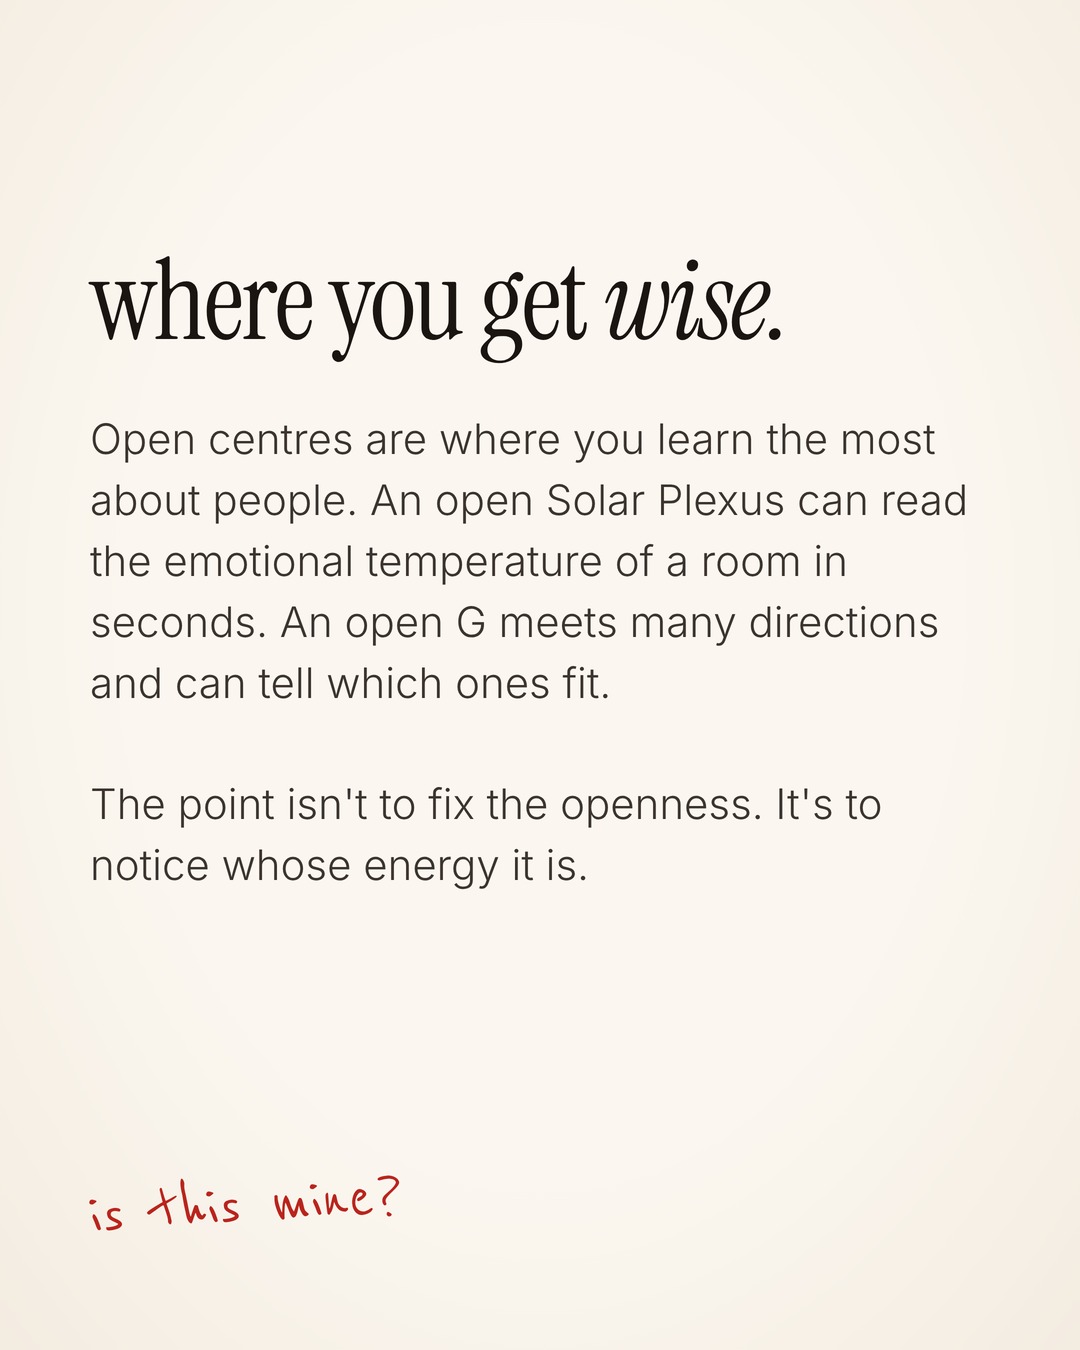 where you get wise.
Open centres are where you learn the most
about people. An open Solar Plexus can read
the emotional temperature of a room in
seconds. An open G meets many directions
and can tell which ones fit.
The point isn't to fix the openness. It's to
notice whose energy it is.
is this mine?